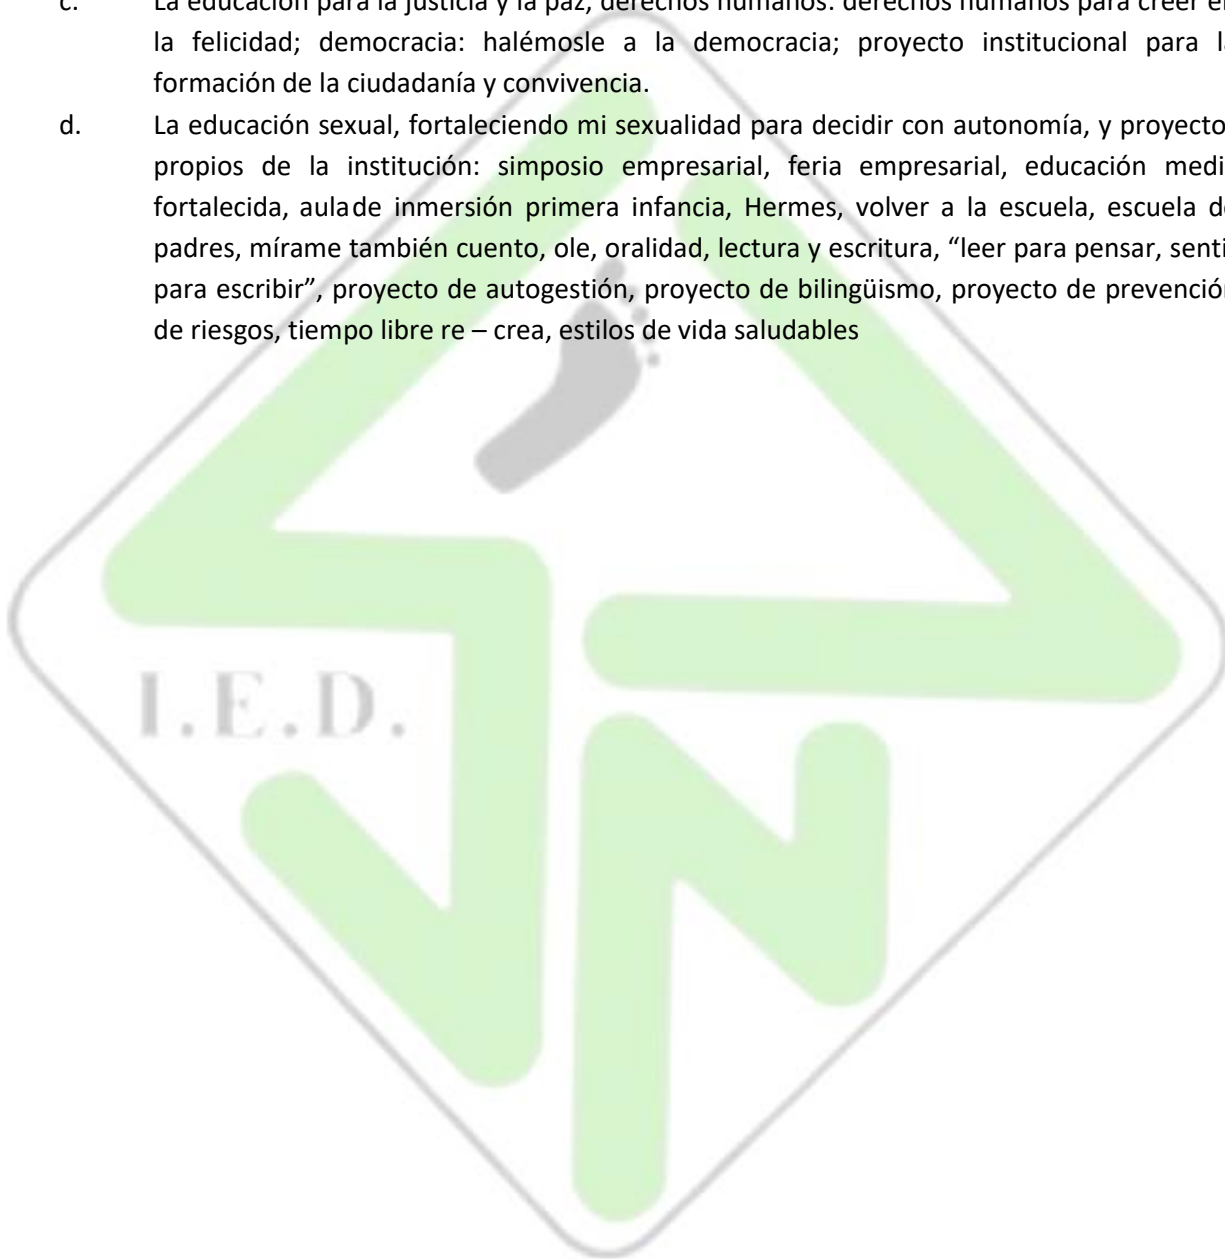 c. La educación para la justicia y la paz, derechos humanos: derechos humanos para creer en
la felicidad; democracia: halémosle a la democracia; proyecto institucional para la
formación de la ciudadanía y convivencia.
d. La educación sexual, fortaleciendo mi sexualidad para decidir con autonomía, y proyecto
propios de la institución: simposio empresarial, feria empresarial, educación medi
fortalecida, aulade inmersión primera infancia, Hermes, volver a la escuela, escuela de
padres, mírame también cuento, ole, oralidad, lectura y escritura, “leer para pensar, senti
para escribir”, proyecto de autogestión, proyecto de bilingüismo, proyecto de prevención
de riesgos, tiempo libre re – crea, estilos de vida saludables
I.E.D.